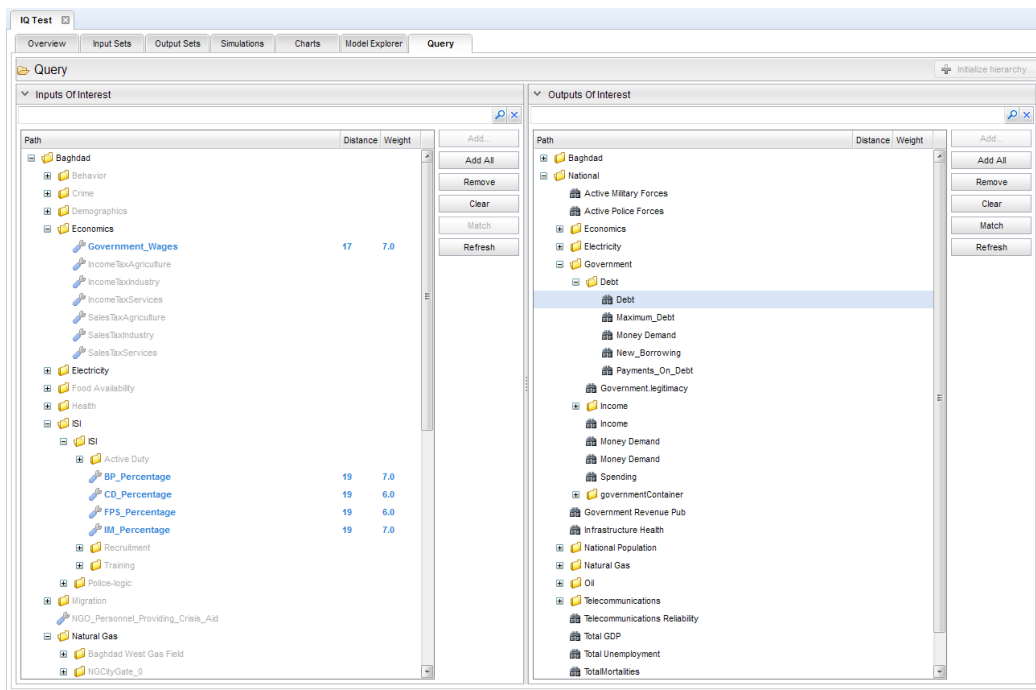 IQ Test
Overview Input Sets Output Sets Simulations Charts Model Explorer Query
Query
Initialize hierarchy...
Inputs Of Interest
Path Distance Weight
Baghdad
Behavior
Crime
Demographics
Economics
Government_Wages 17 7.0
IncomeTaxAgriculture
IncomeTaxIndustry
IncomeTaxServices
SalesTaxAgriculture
SalesTaxIndustry
SalesTaxServices
Electricity
Food Availability
Health
ISI
ISI
Active Duty
BP_Percentage 19 7.0
CD_Percentage 19 6.0
FPS_Percentage 19 6.0
IM_Percentage 19 7.0
Recruitment
Training
Police-logic
Migration
NGO_Personnel_Providing_Crisis_Aid
Natural Gas
Baghdad West Gas Field
NGCityGate_0
Add...
Add All
Remove
Clear
Match
Refresh
Outputs Of Interest
Path Distance Weight
Baghdad
National
Active Military Forces
Active Police Forces
Economics
Electricity
Government
Debt
Debt
Maximum_Debt
Money Demand
New_Borrowing
Payments_On_Debt
Government.legitimacy
Income
Income
Money Demand
Money Demand
Spending
governmentContainer
Government Revenue Pub
Infrastructure Health
National Population
Natural Gas
Oil
Telecommunications
Telecommunications Reliability
Total GDP
Total Unemployment
TotalMortalities
Add...
Add All
Remove
Clear
Match
Refresh